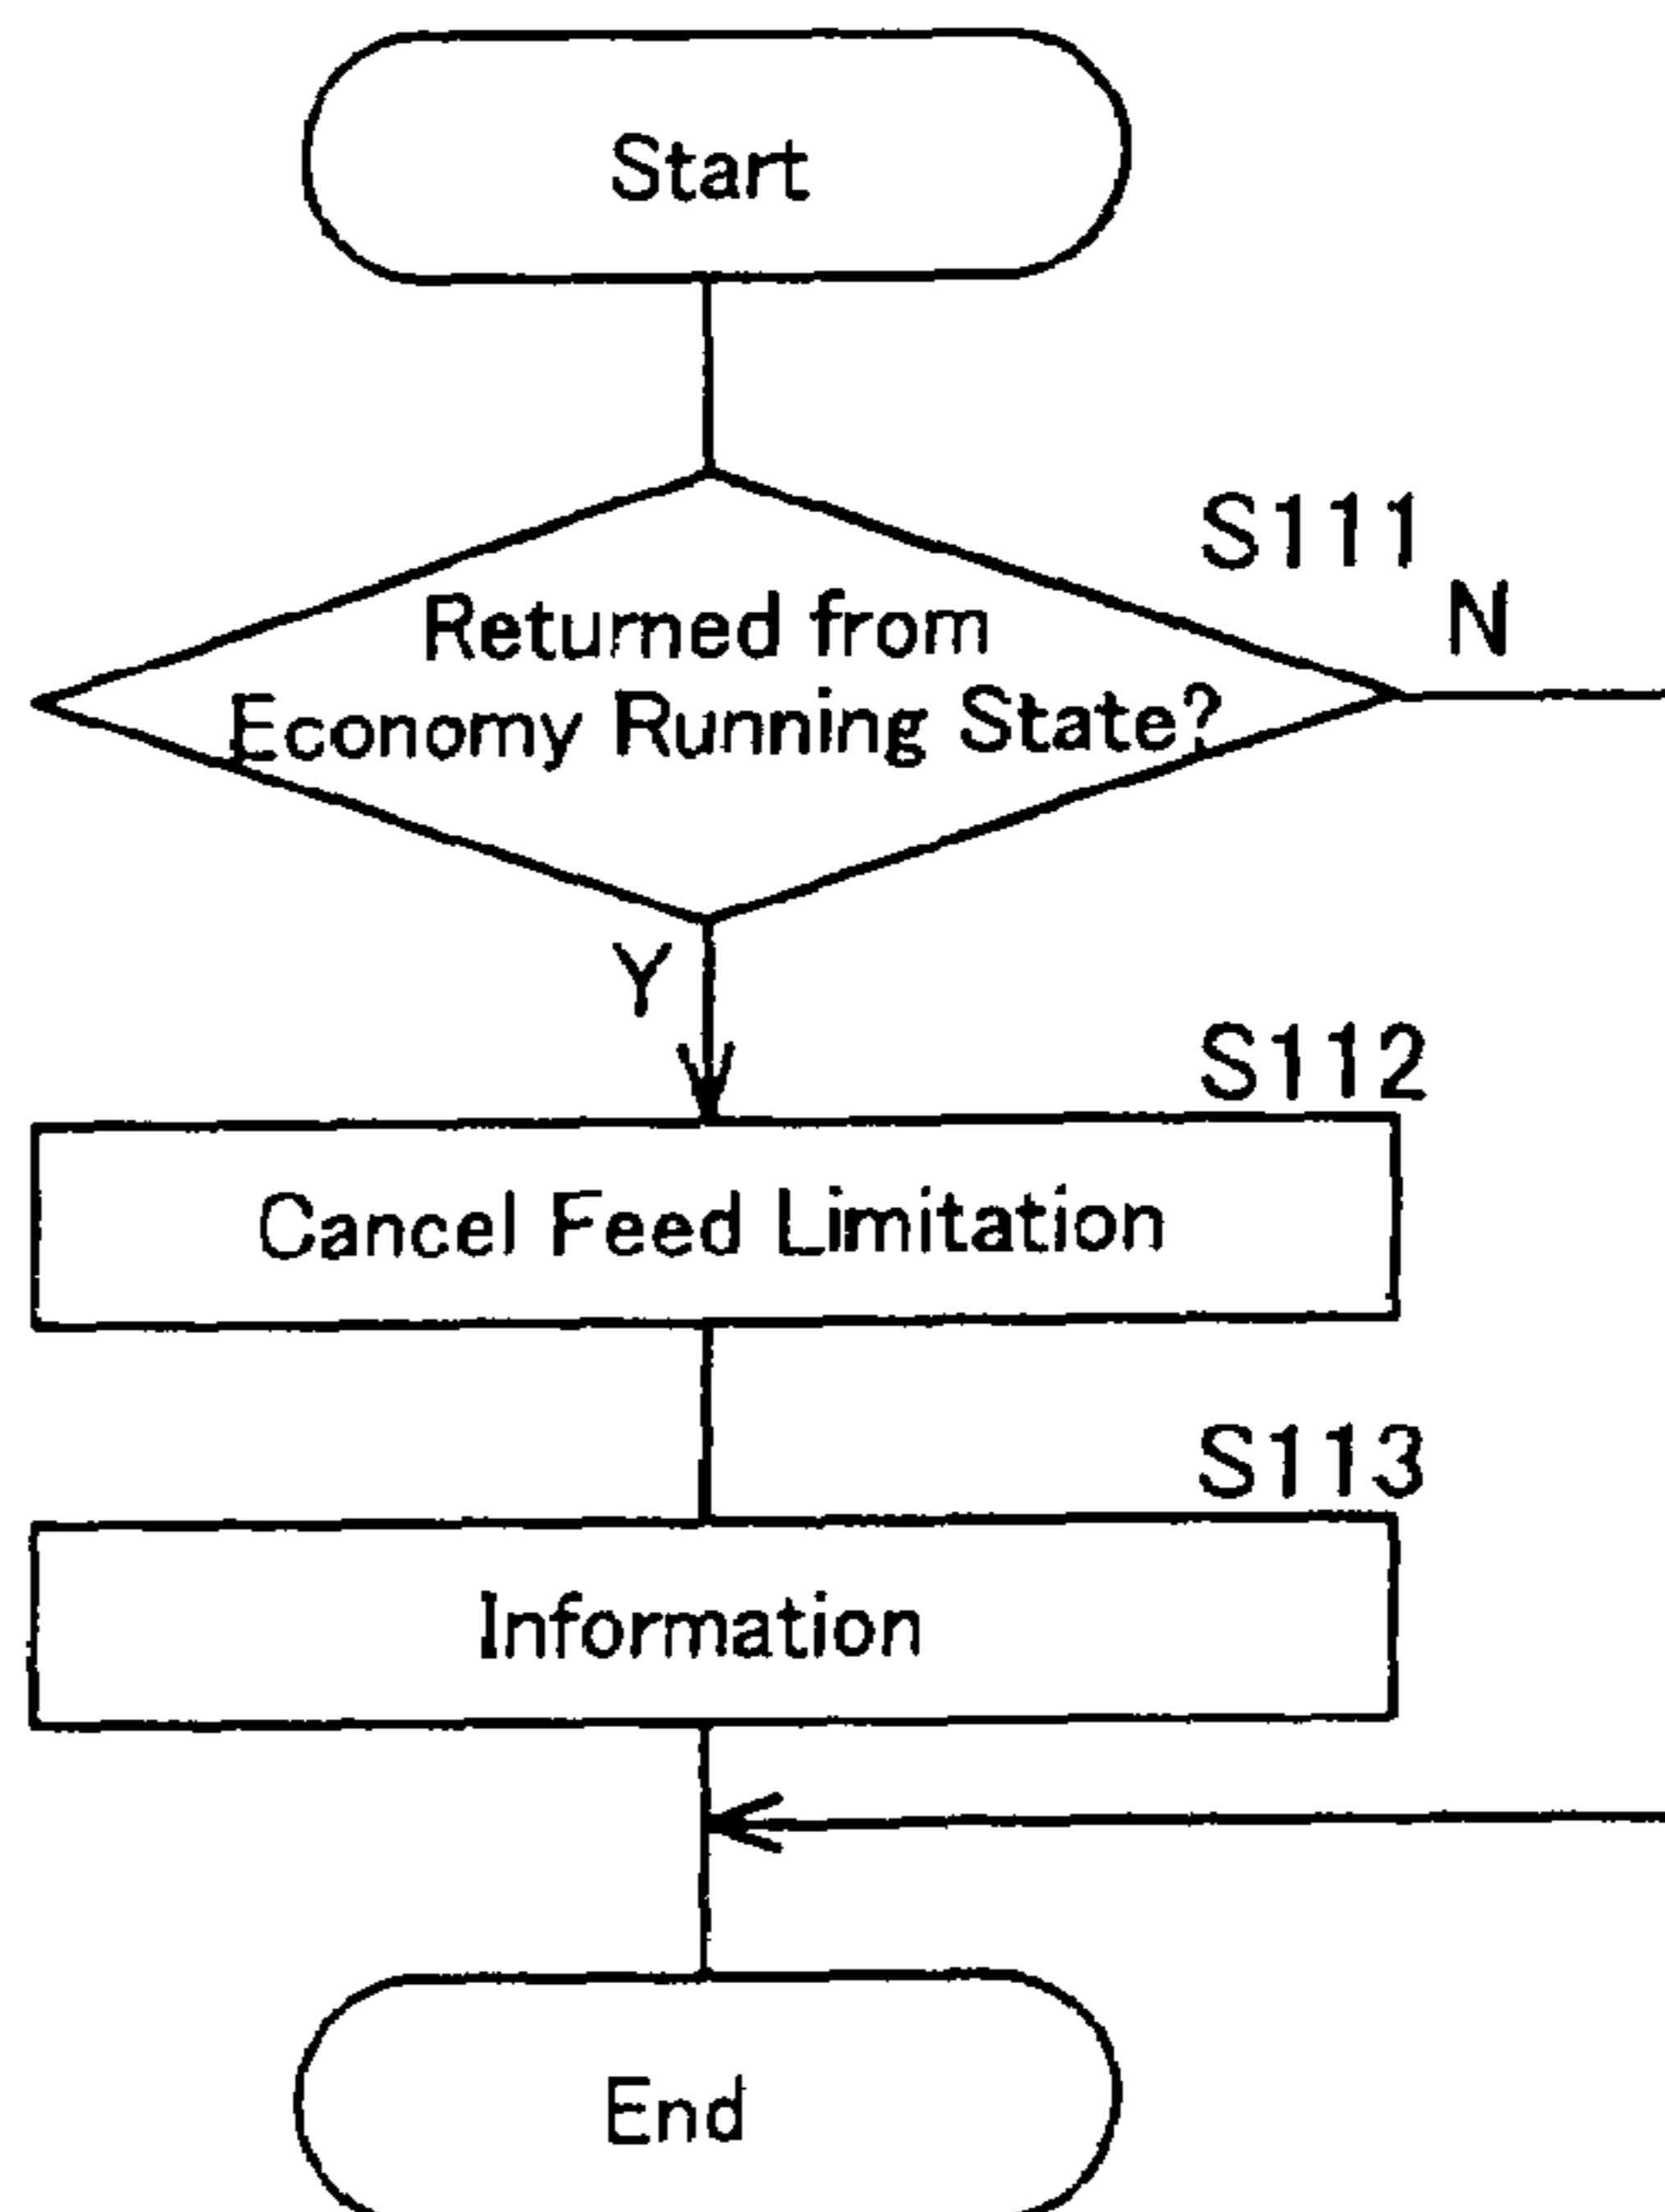 Start
S111
Returned from
N
Economy Running State?
Y
S112
Cancel Feed Limitation
S113
Information
End